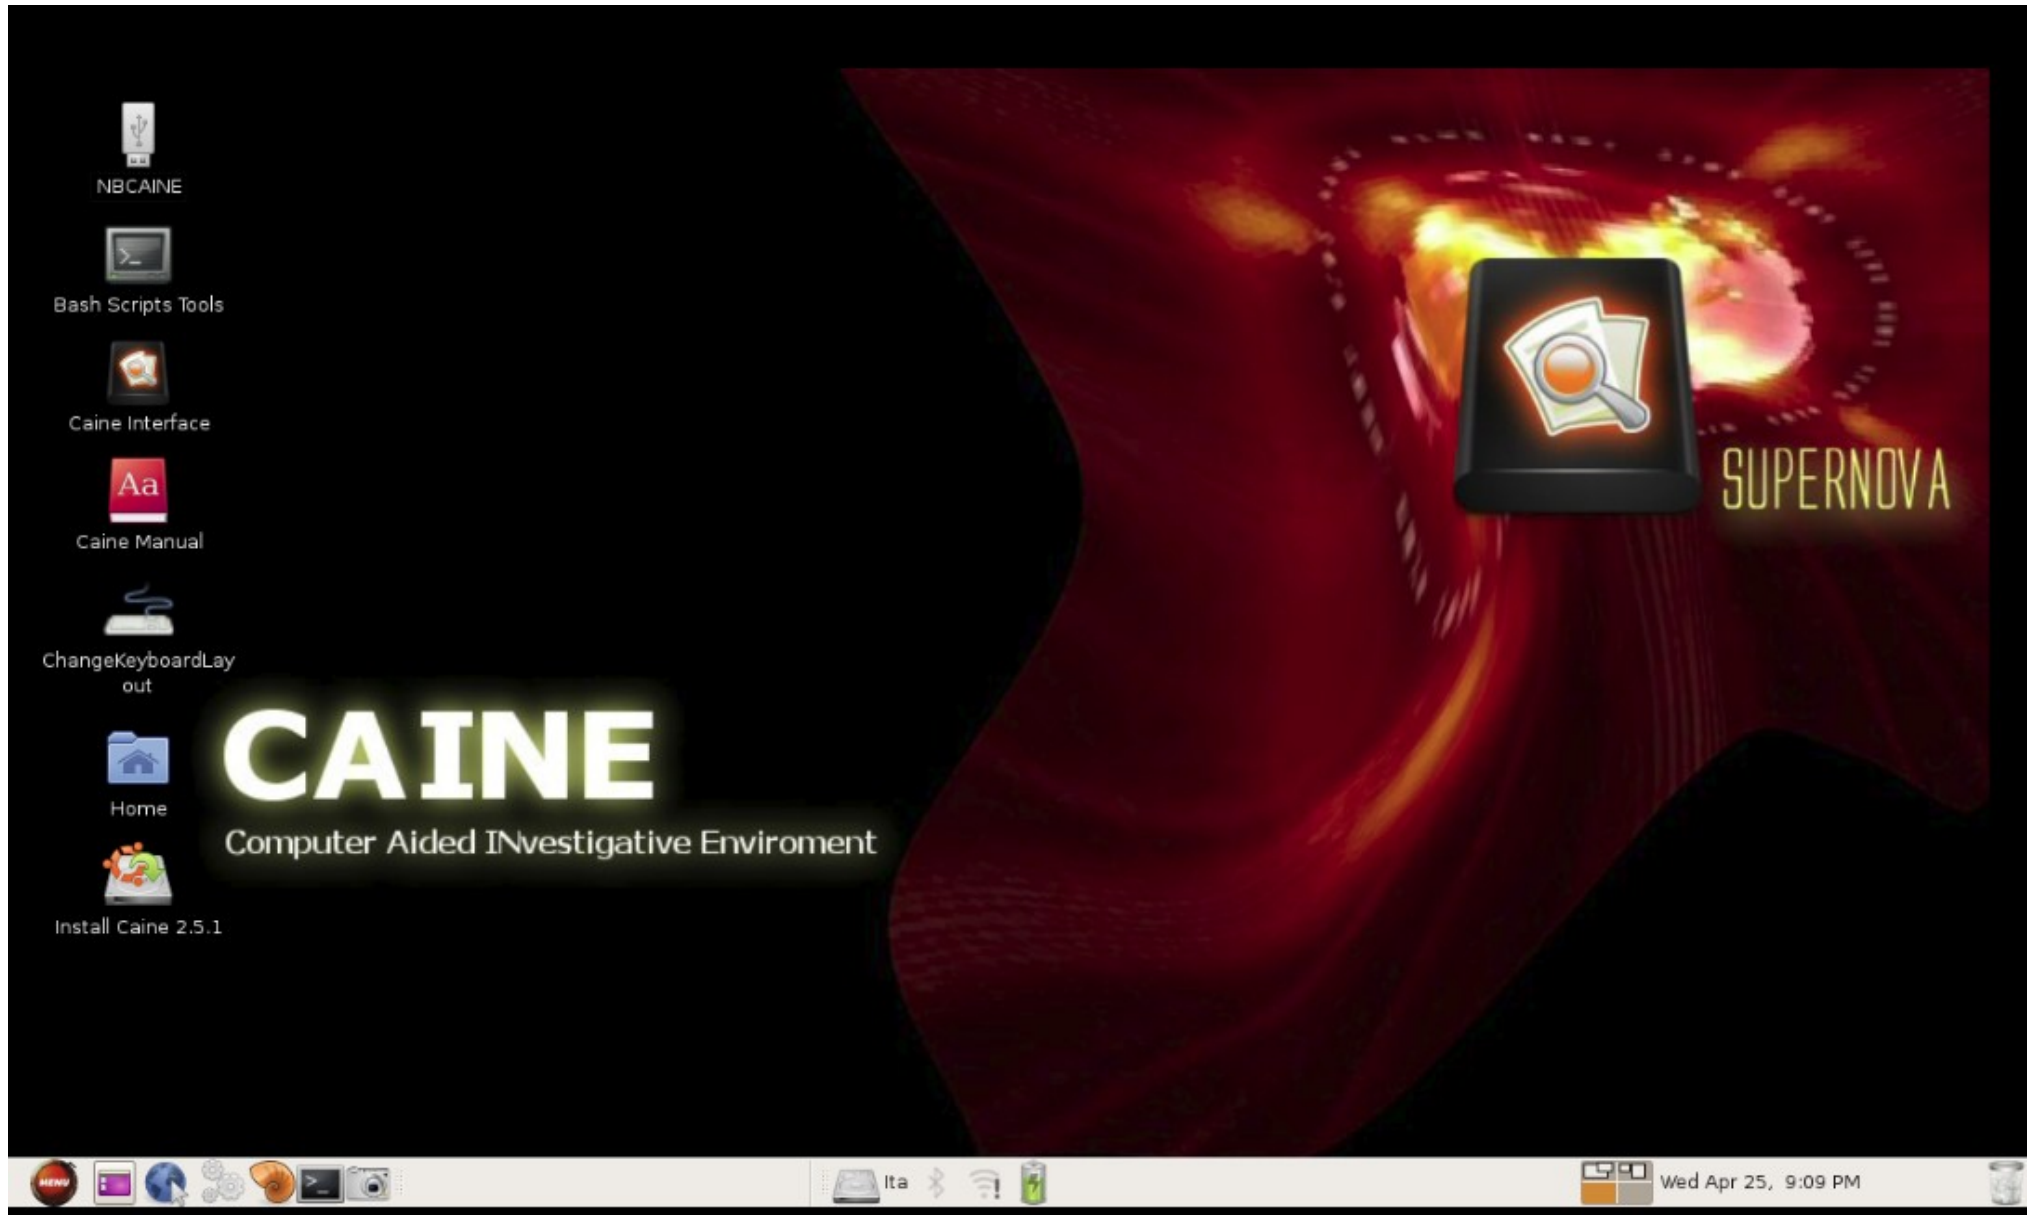 NBCAINE
Bash Scripts Tools
Caine Interface
Aa
Caine Manual
ChangeKeyboardLay
out
Home
Install Caine 2.5.1
CAINE
Computer Aided INvestigative Enviroment
SUPERNOVA
MENU
>_
Ita
Wed Apr 25, 9:09 PM